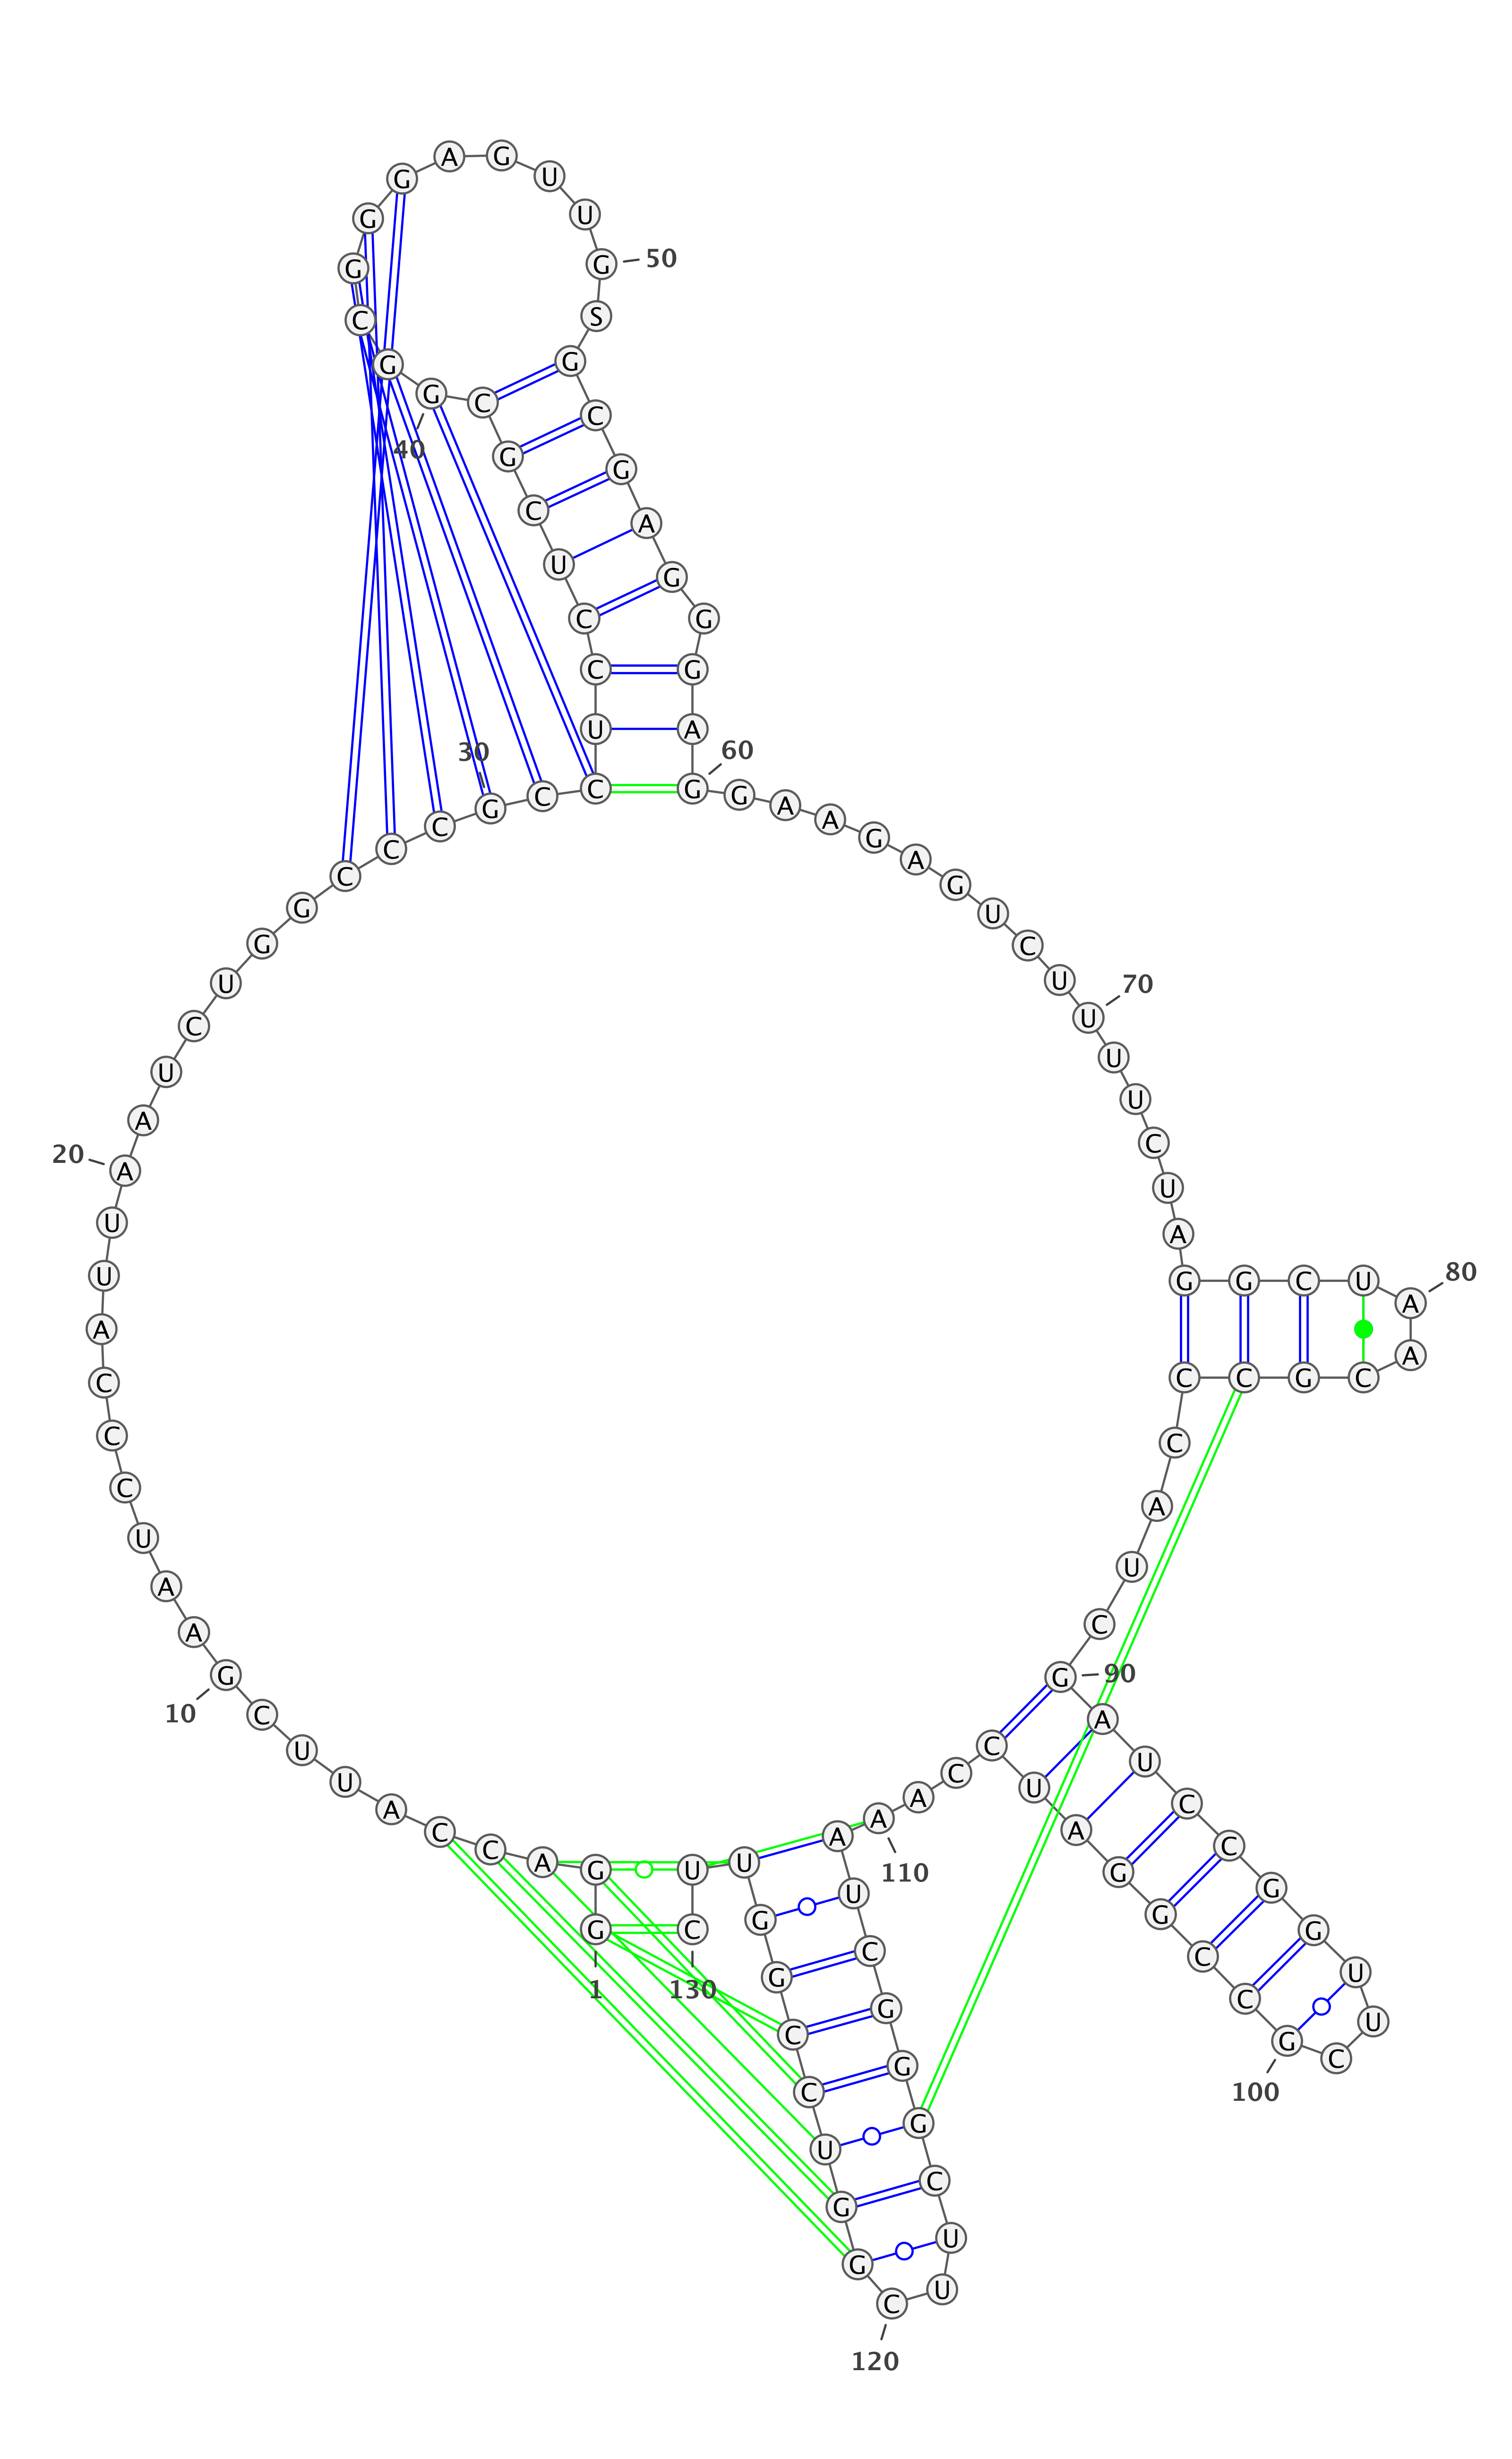 1
G G A C C A U U C G
10
A A U C C C A U U A
20
A U C U G G C C C G
30
C C U C C U C G C G
40
G C G G G A G U U G
50
S G C G A G G G A G
60
G A A G A G U C U U
70
U U C U A G G C U A
80
A C G C C C A U C G
90
A U C C G G U U C G
100
C C G G A U C C A A
110
A U C G G G C U U C
120
G G U C C G G U U C
130